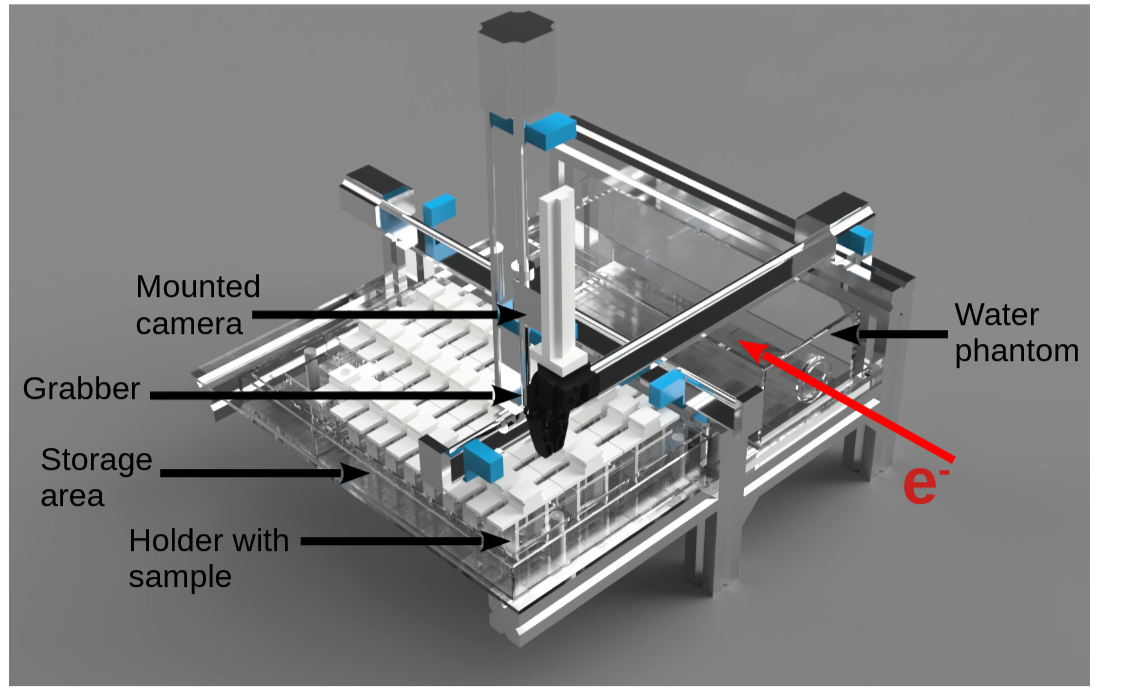 Mounted
camera
Grabber
Storage
area
Holder with
sample
Water
phantom
e-